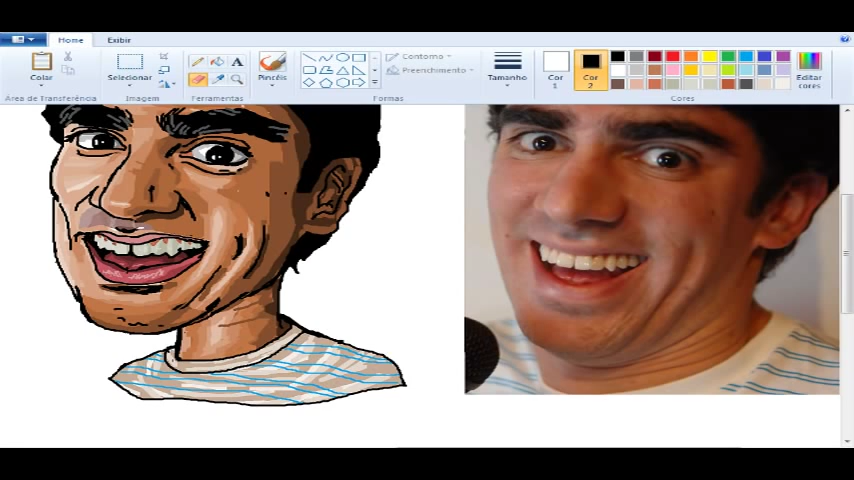 Home Exibir
Colar
Selecionar
A
Pincéis
Contorno
Preenchimento
Tamanho
Cor 1
Cor 2
Editar cores
Área de Transferência
Imagem
Ferramentas
Formas
Cores